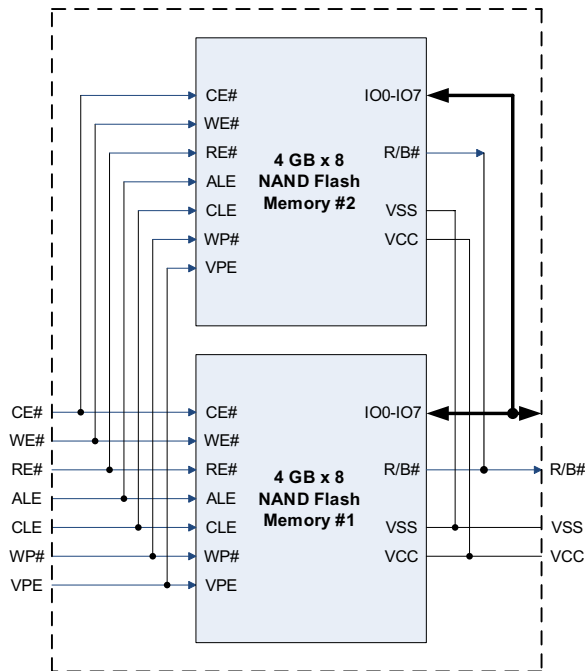 CE#
IO0-IO7
WE#
RE#
R/B#
4 GB x 8
NAND Flash
Memory #2
ALE
CLE
VSS
WP#
VCC
VPE
CE#
CE#
IO0-IO7
WE#
WE#
RE#
RE#
R/B#
R/B#
4 GB x 8
NAND Flash
Memory #1
ALE
ALE
CLE
CLE
VSS
VSS
WP#
WP#
VCC
VCC
VPE
VPE